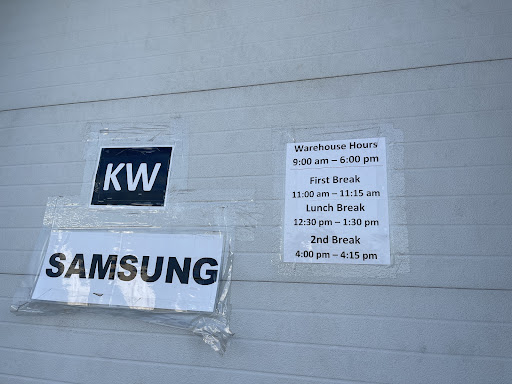 KW
SAMSUNG
Warehouse Hours
9:00 am – 6:00 pm
First Break
11:00 am – 11:15 am
Lunch Break
12:30 pm – 1:30 pm
2nd Break
4:00 pm – 4:15 pm